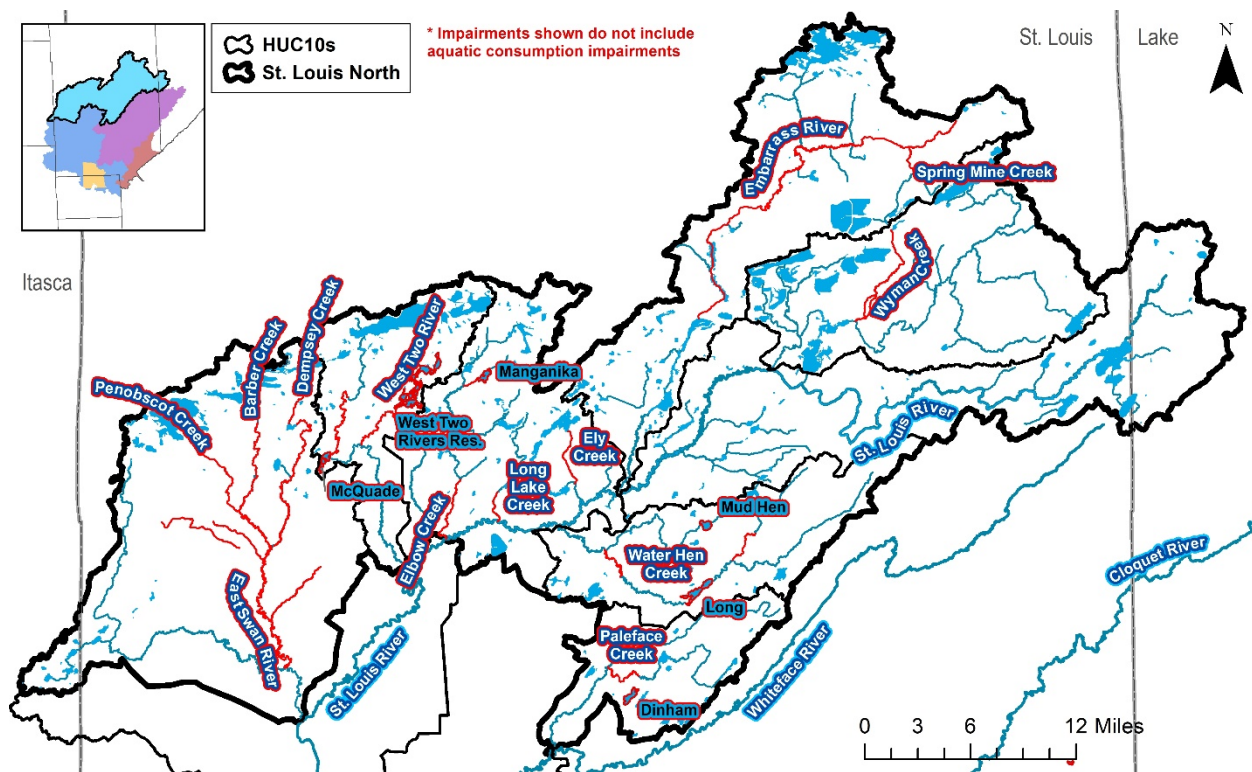 HUC10s
St. Louis North
* Impairments shown do not include
aquatic consumption impairments
St. Louis
Lake
N
Itasca
Embarrass River
Spring Mine Creek
Wyman Creek
Penobscot Creek
Barber Creek
Dempsey Creek
West Two River
Manganika
West Two
Rivers Res.
McQuade
Ely
Creek
Long
Lake
Creek
Elbow Creek
St. Louis River
Mud Hen
Water Hen
Creek
Long
Cloquet River
East Swan River
Paleface
Creek
Dinham
St. Louis River
Whiteface River
0 3 6 12 Miles